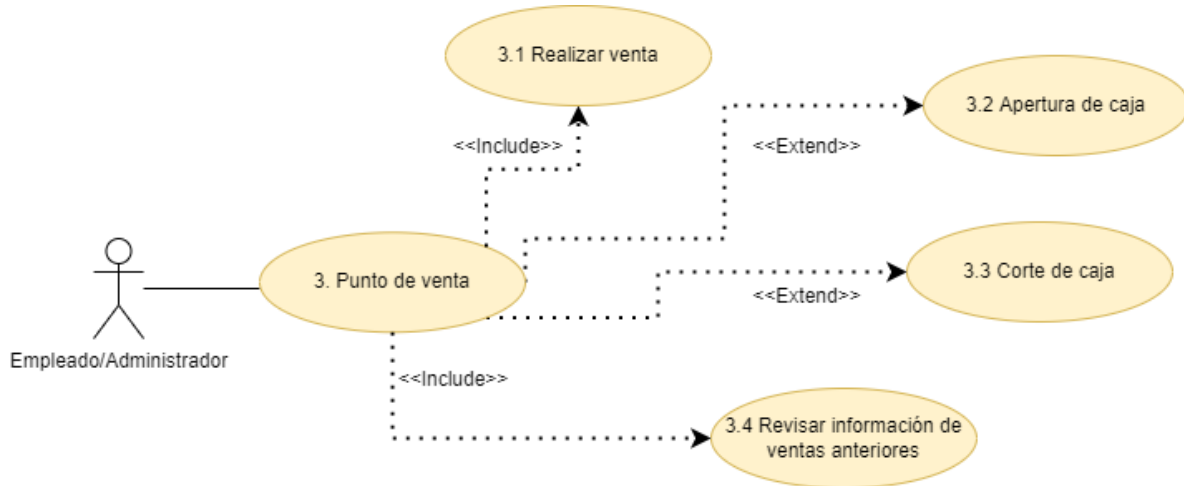 3.1 Realizar venta
3.2 Apertura de caja
<<Include>>
<<Extend>>
3. Punto de venta
3.3 Corte de caja
<<Extend>>
Empleado/Administrador
<<Include>>
3.4 Revisar información de
ventas anteriores